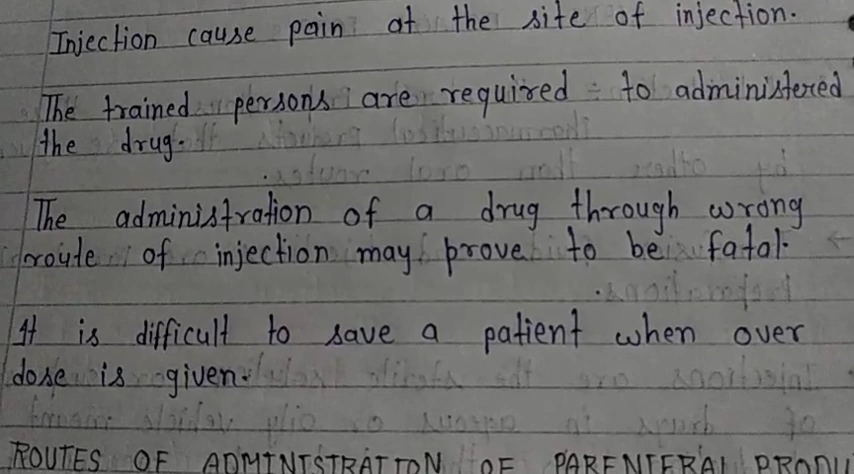 Injection cause pain at the site of injection.
The trained persons are required to administered
the drug.
The administration of a drug through wrong
route of injection may prove to be fatal.
It is difficult to save a patient when over
dose is given.
ROUTES OF ADMINISTRATION OF PARENTERAL